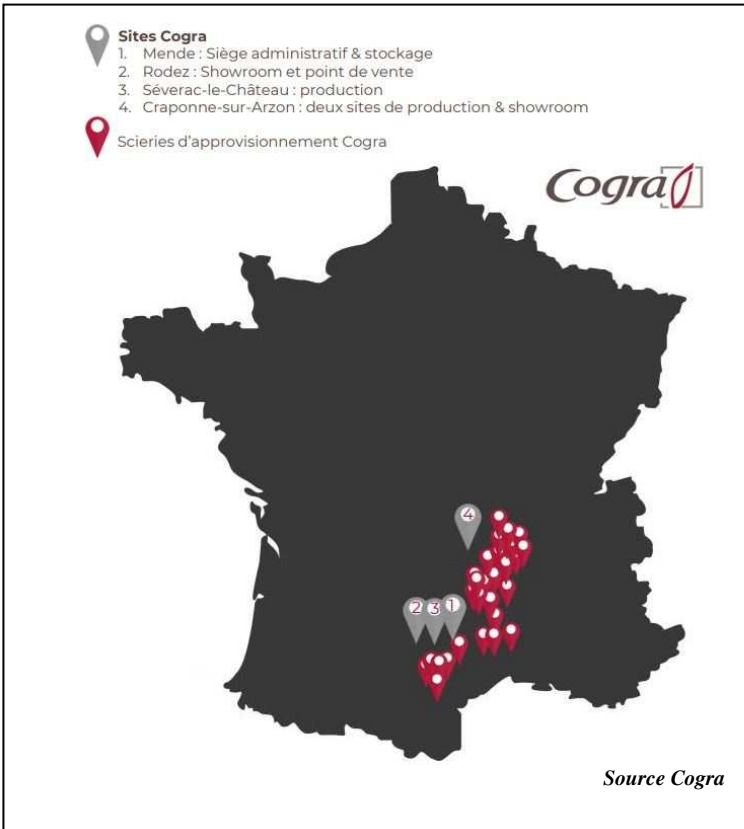 Sites Cogra
1. Mende : Siège administratif & stockage
2. Rodez : Showroom et point de vente
3. Séverac-le-Château : production
4. Craponne-sur-Arzon : deux sites de production & showroom
Scieries d'approvisionnement Cogra
Cogra
4
2 3 1
Source Cogra